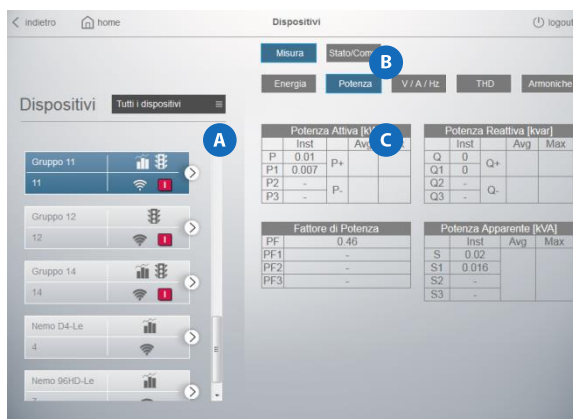 indietro
home
Dispositivi
logout
Misura
Stato/Com
B
Energia
Potenza
V / A / Hz
THD
Armoniche
Dispositivi
Tutti i dispositivi
A
C
Gruppo 11
11
Gruppo 12
12
Gruppo 14
14
Nemo D4-Le
4
Nemo 96HD-Le
Potenza Attiva
Inst Avg Max
P 0.01 P+
P1 0.007
P2 - P-
P3 -
Potenza Reattiva [kvar]
Inst Avg Max
Q 0 Q+
Q1 0
Q2 - Q-
Q3 -
Fattore di Potenza
PF 0.46
PF1 -
PF2 -
PF3 -
Potenza Apparente [kVA]
Inst Avg Max
S 0.02
S1 0.016
S2 -
S3 -